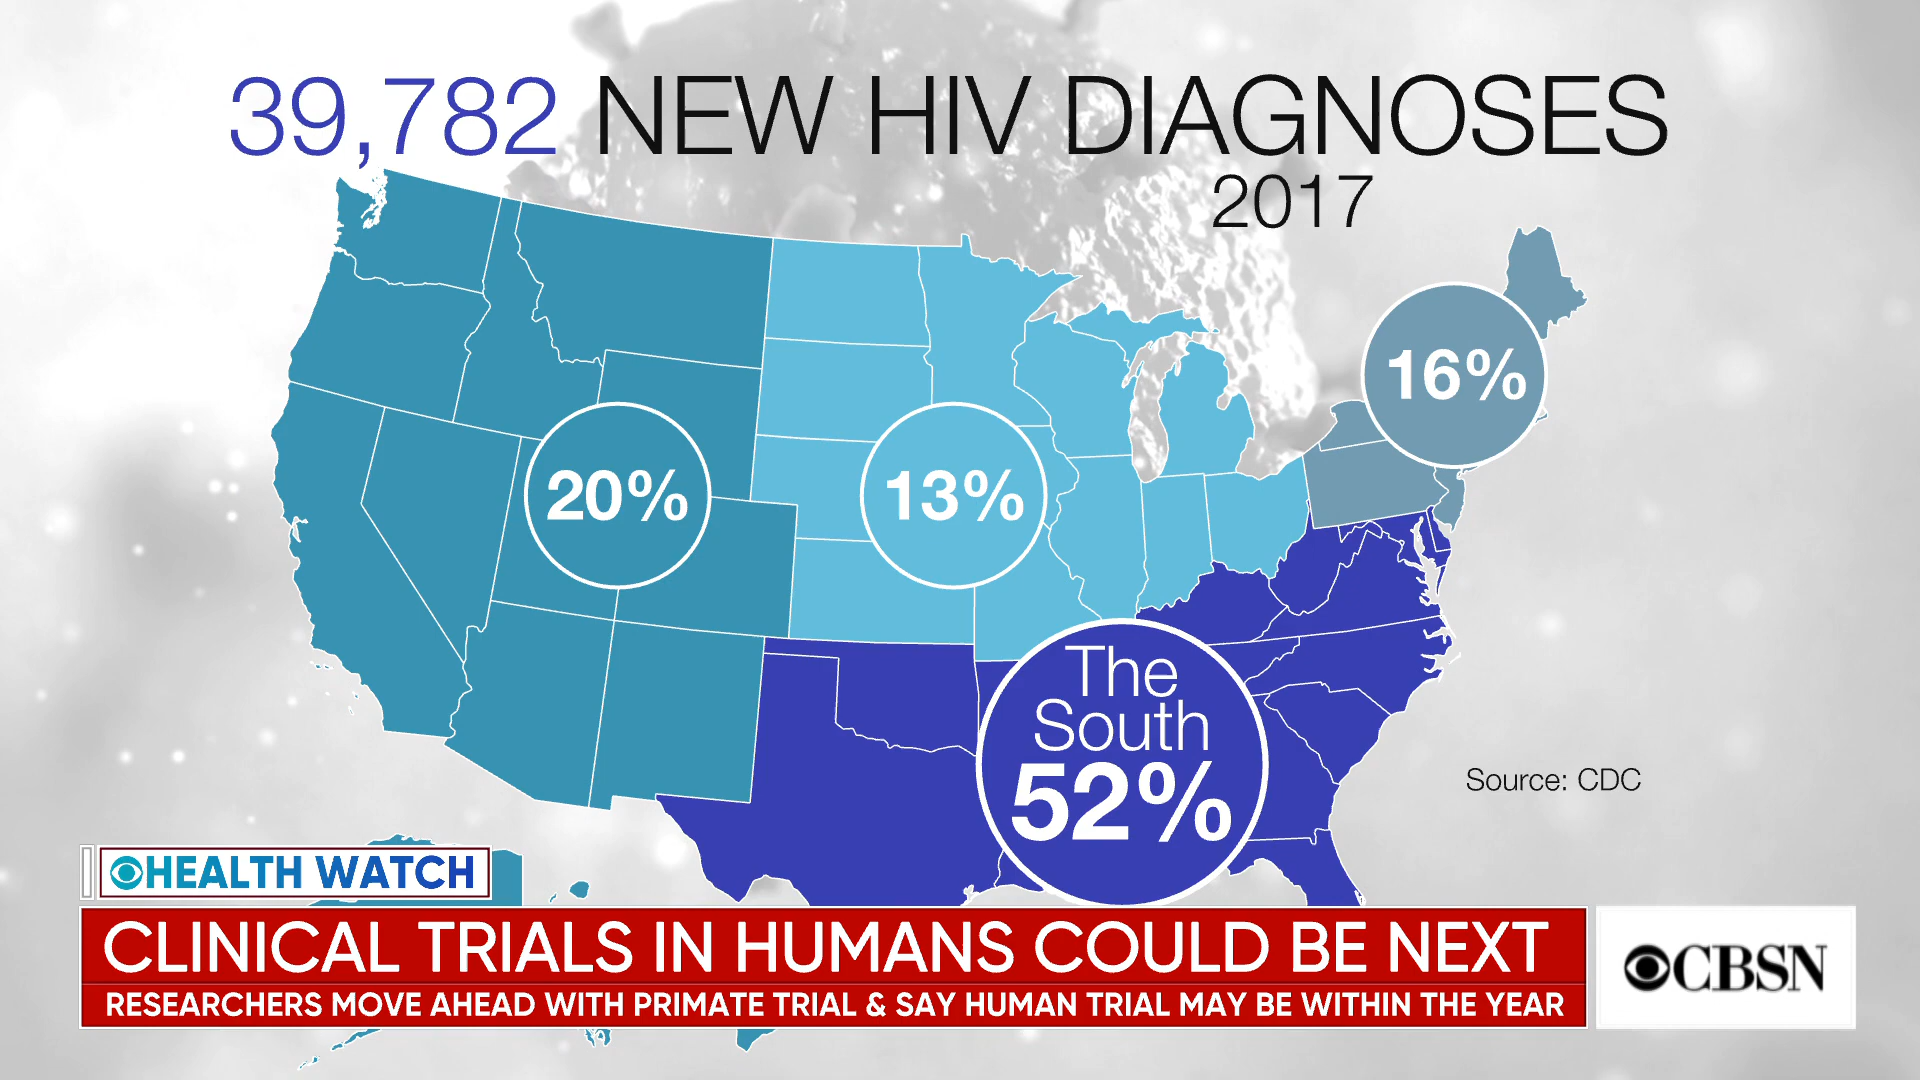 39,782 NEW HIV DIAGNOSES
2017
16%
20%
13%
The
South
52%
Source: CDC
HEALTH WATCH
CLINICAL TRIALS IN HUMANS COULD BE NEXT
RESEARCHERS MOVE AHEAD WITH PRIMATE TRIAL & SAY HUMAN TRIAL MAY BE WITHIN THE YEAR
CBSN